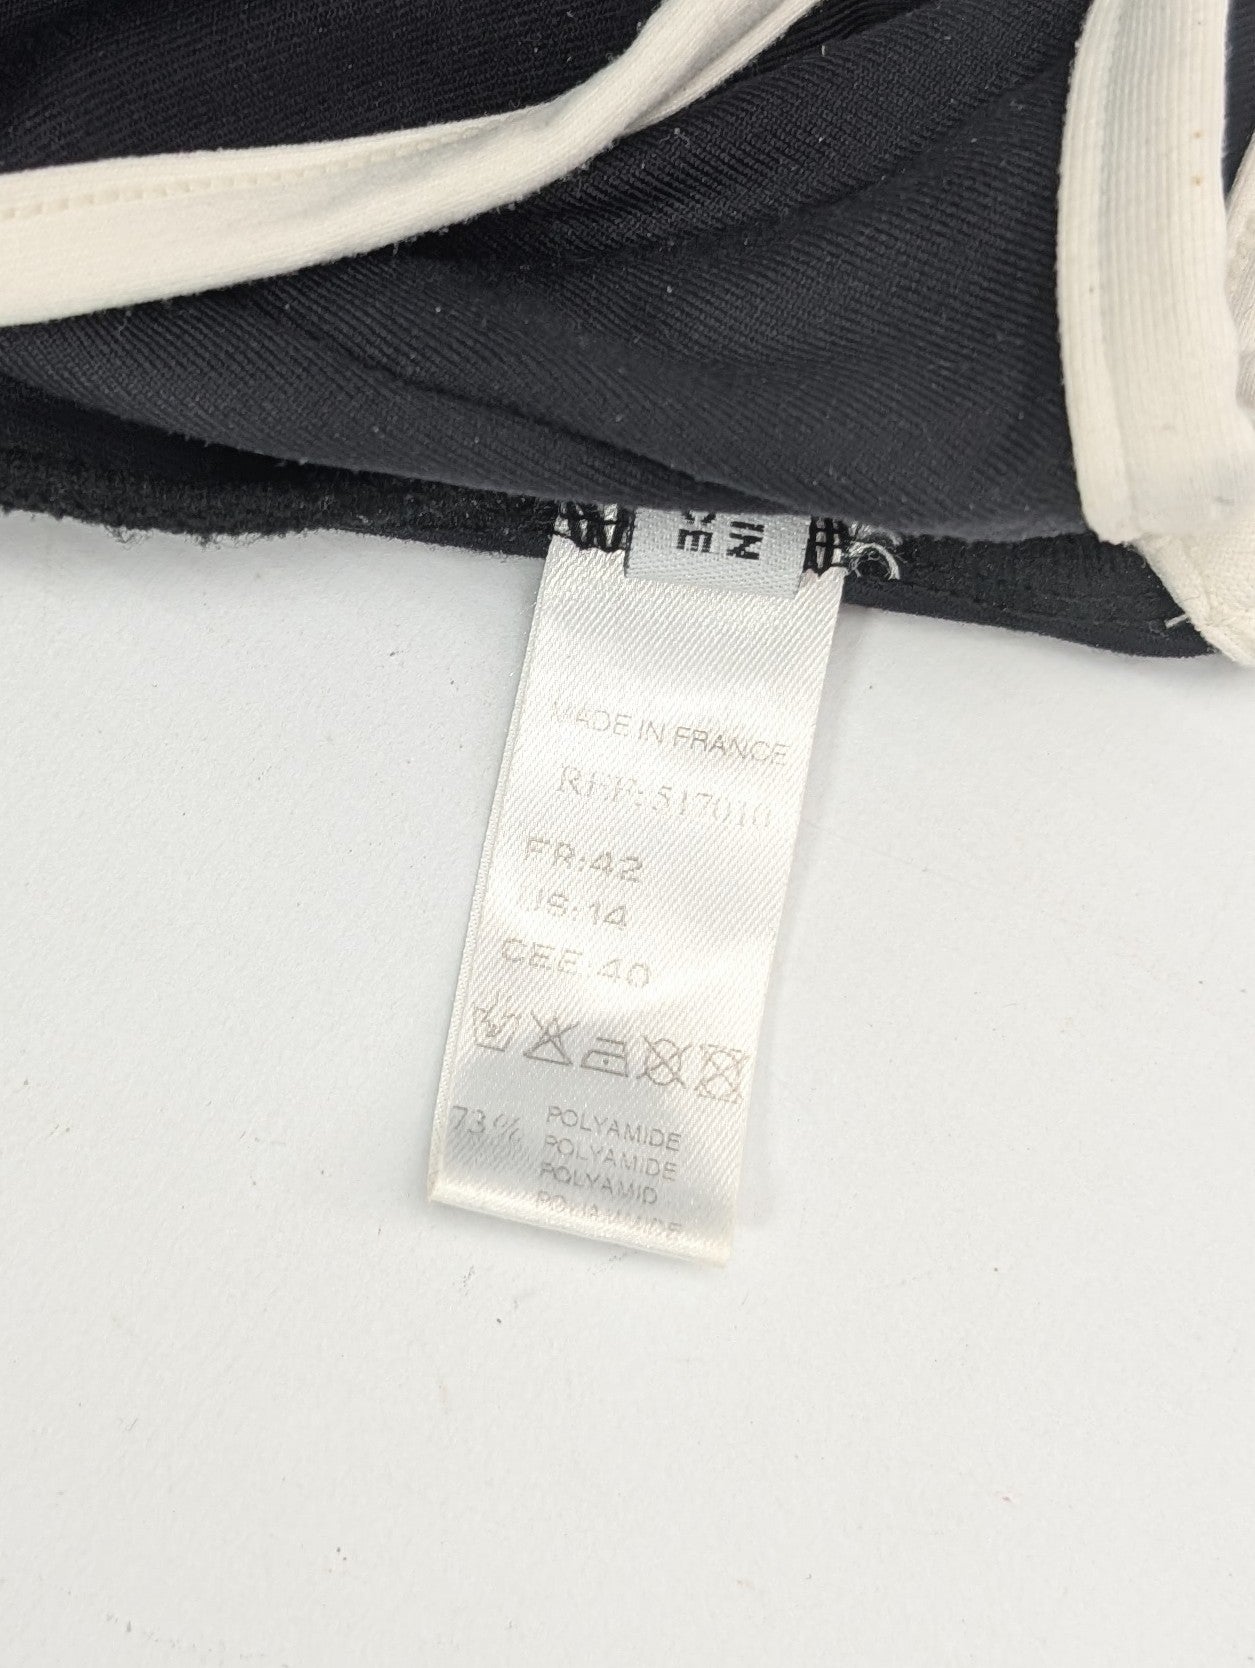 MADE IN FRANCE
REF: 517010
FR:42
US:14
CEE:40
73% POLYAMIDE
POLYAMIDE
POLYAMID